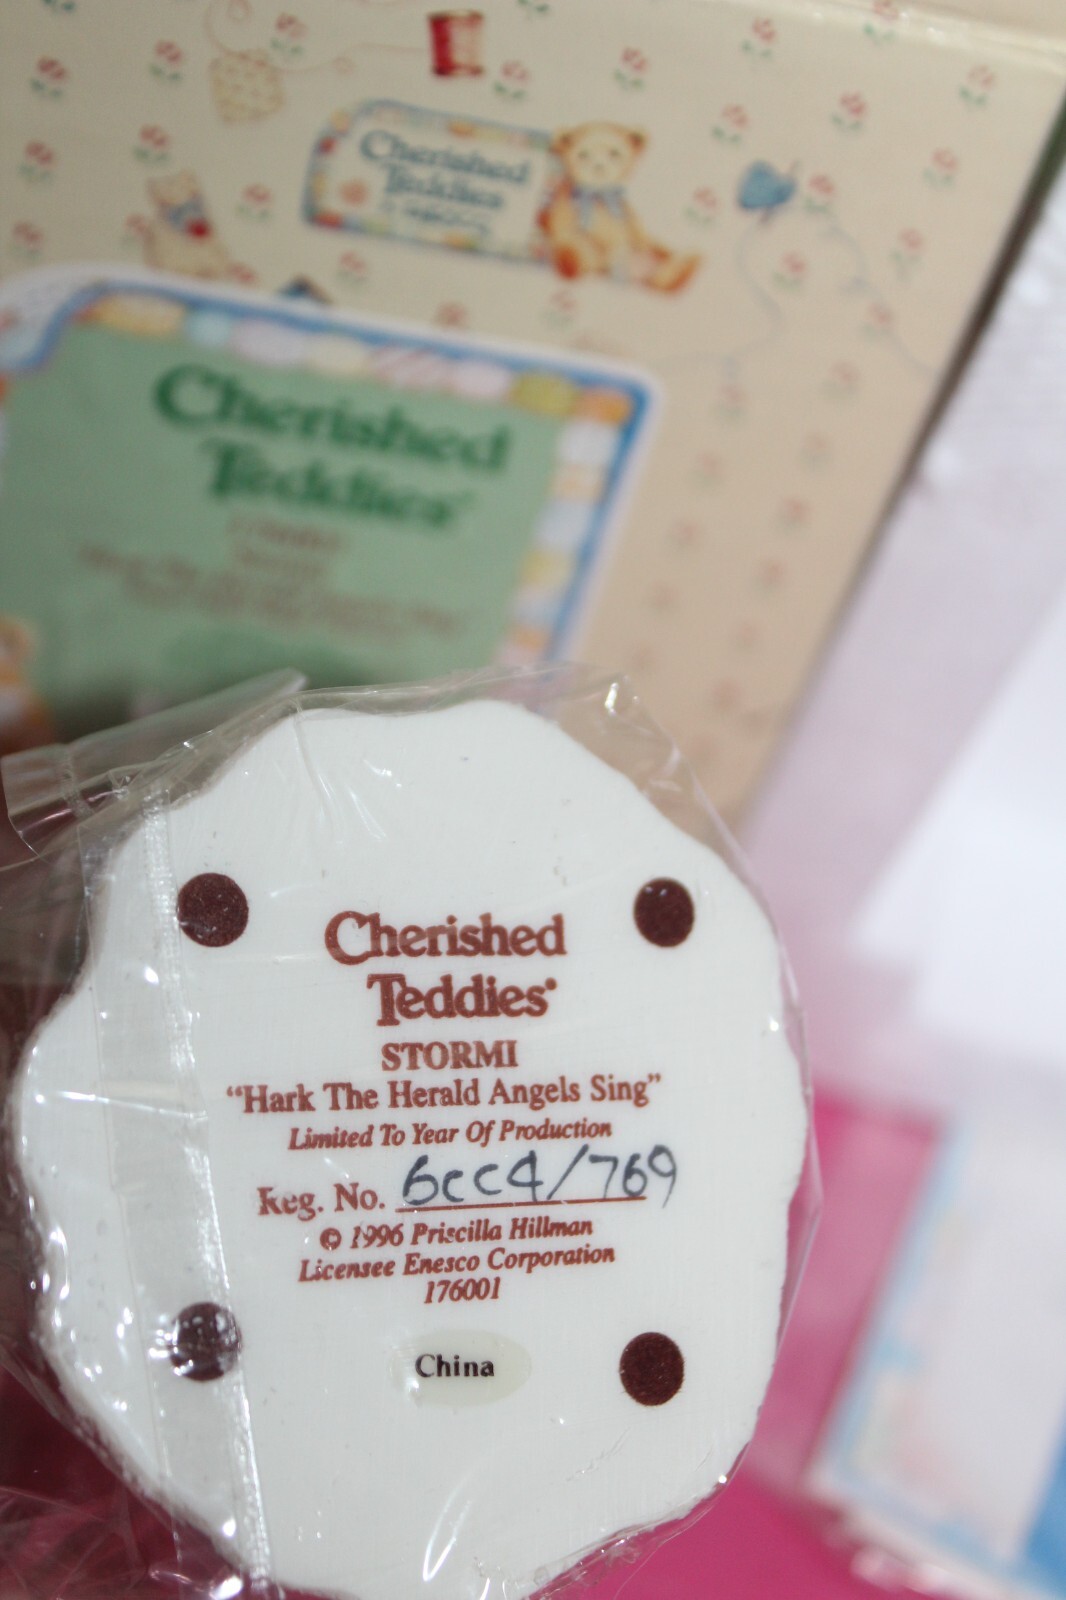 Cherished
Teddies
Cherished
Teddies
Cherished
Teddies®
STORMI
“Hark The Herald Angels Sing”
Limited To Year Of Production
Reg. No. 6CC4/769
© 1996 Priscilla Hillman
Licensee Enesco Corporation
176001
China